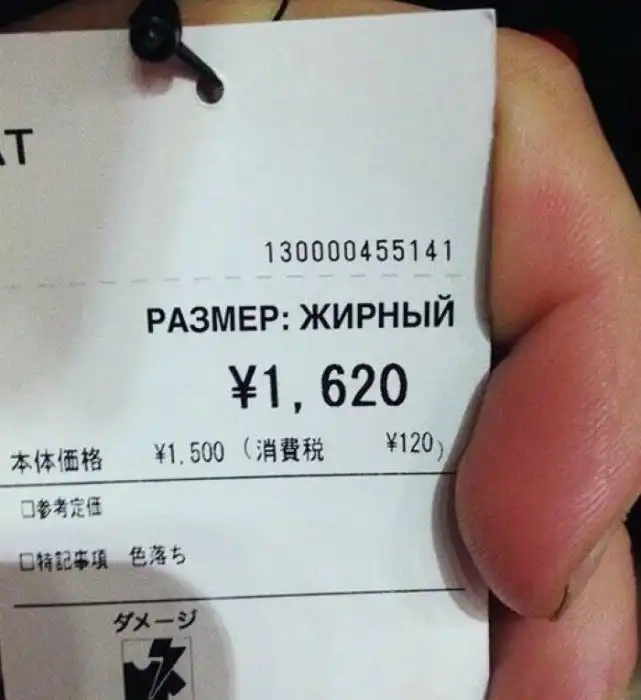 AT
130000455141
РАЗМЕР: ЖИРНЫЙ
¥1, 620
本体価格 ¥1,500 (消費税 ¥120)
□参考定価
□特記事項 色落ち
ダメージ